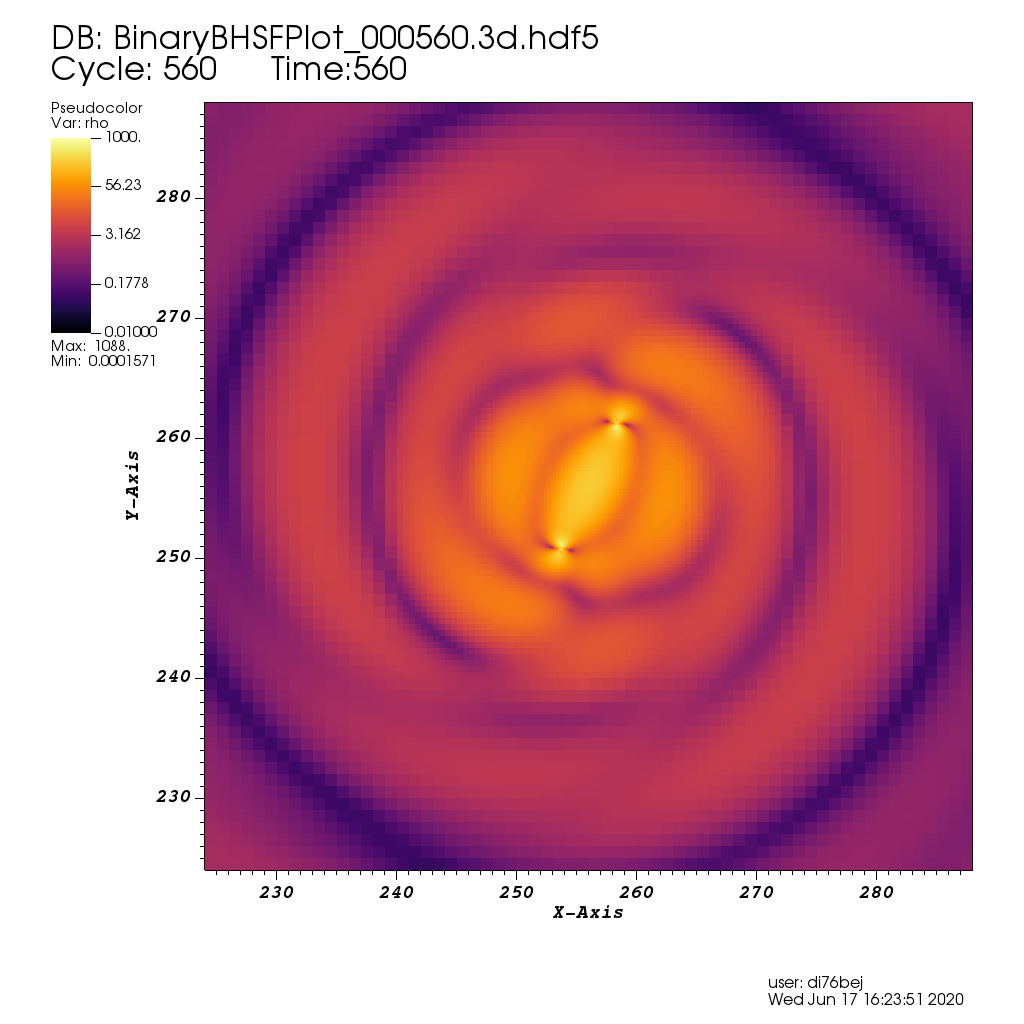 DB: BinaryBHSFPlot_000560.3d.hdf5
Cycle: 560 Time:560
Pseudocolor
Var: rho
1000.
56.23
3.162
0.1778
0.01000
Max: 1088.
Min: 0.0001571
280
270
260
250
240
230
Y-Axis
230 240 250 260 270 280
X-Axis
user: di76bej
Wed Jun 17 16:23:51 2020